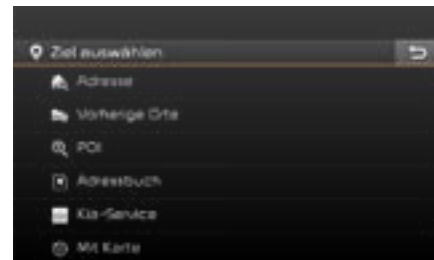 Ziel auswählen
Adresse
Vorherige Orte
POI
Adressbuch
Kia-Service
Mit Karte